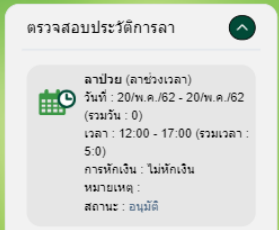 ตรวจสอบประวัติการลา
ลาป่วย (ลาช่วงเวลา)
วันที่ : 20/พ.ค./62 - 20/พ.ค./62
(รวมวัน : 0)
เวลา : 12:00 - 17:00 (รวมเวลา :
5:0)
การหักเงิน : ไม่หักเงิน
หมายเหตุ :
สถานะ : อนุมัติ